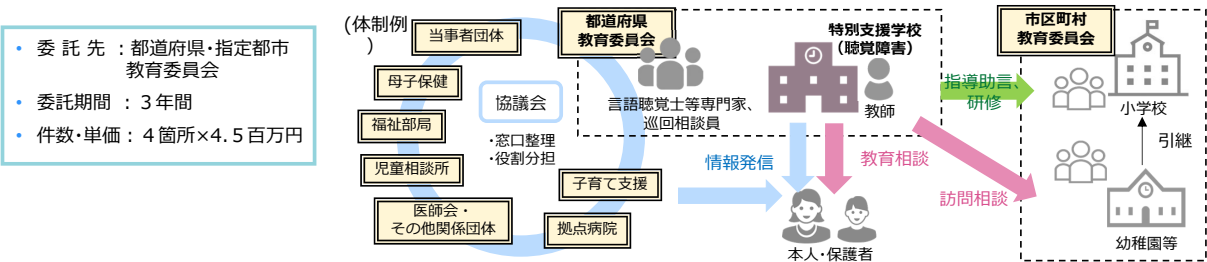 ・ 委 託 先 ：都道府県・指定都市
教育委員会
・ 委託期間 ：３年間
・ 件数・単価：４箇所×4.５百万円
(体制例
)
当事者団体
母子保健
福祉部局
児童相談所
医師会・
その他関係団体
拠点病院
子育て支援
協議会
・窓口整理
・役割分担
都道府県
教育委員会
言語聴覚士等専門家、
巡回相談員
特別支援学校
（聴覚障害）
教師
情報発信
教育相談
本人・保護者
指導助言、
研修
訪問相談
市区町村
教育委員会
小学校
引継
幼稚園等